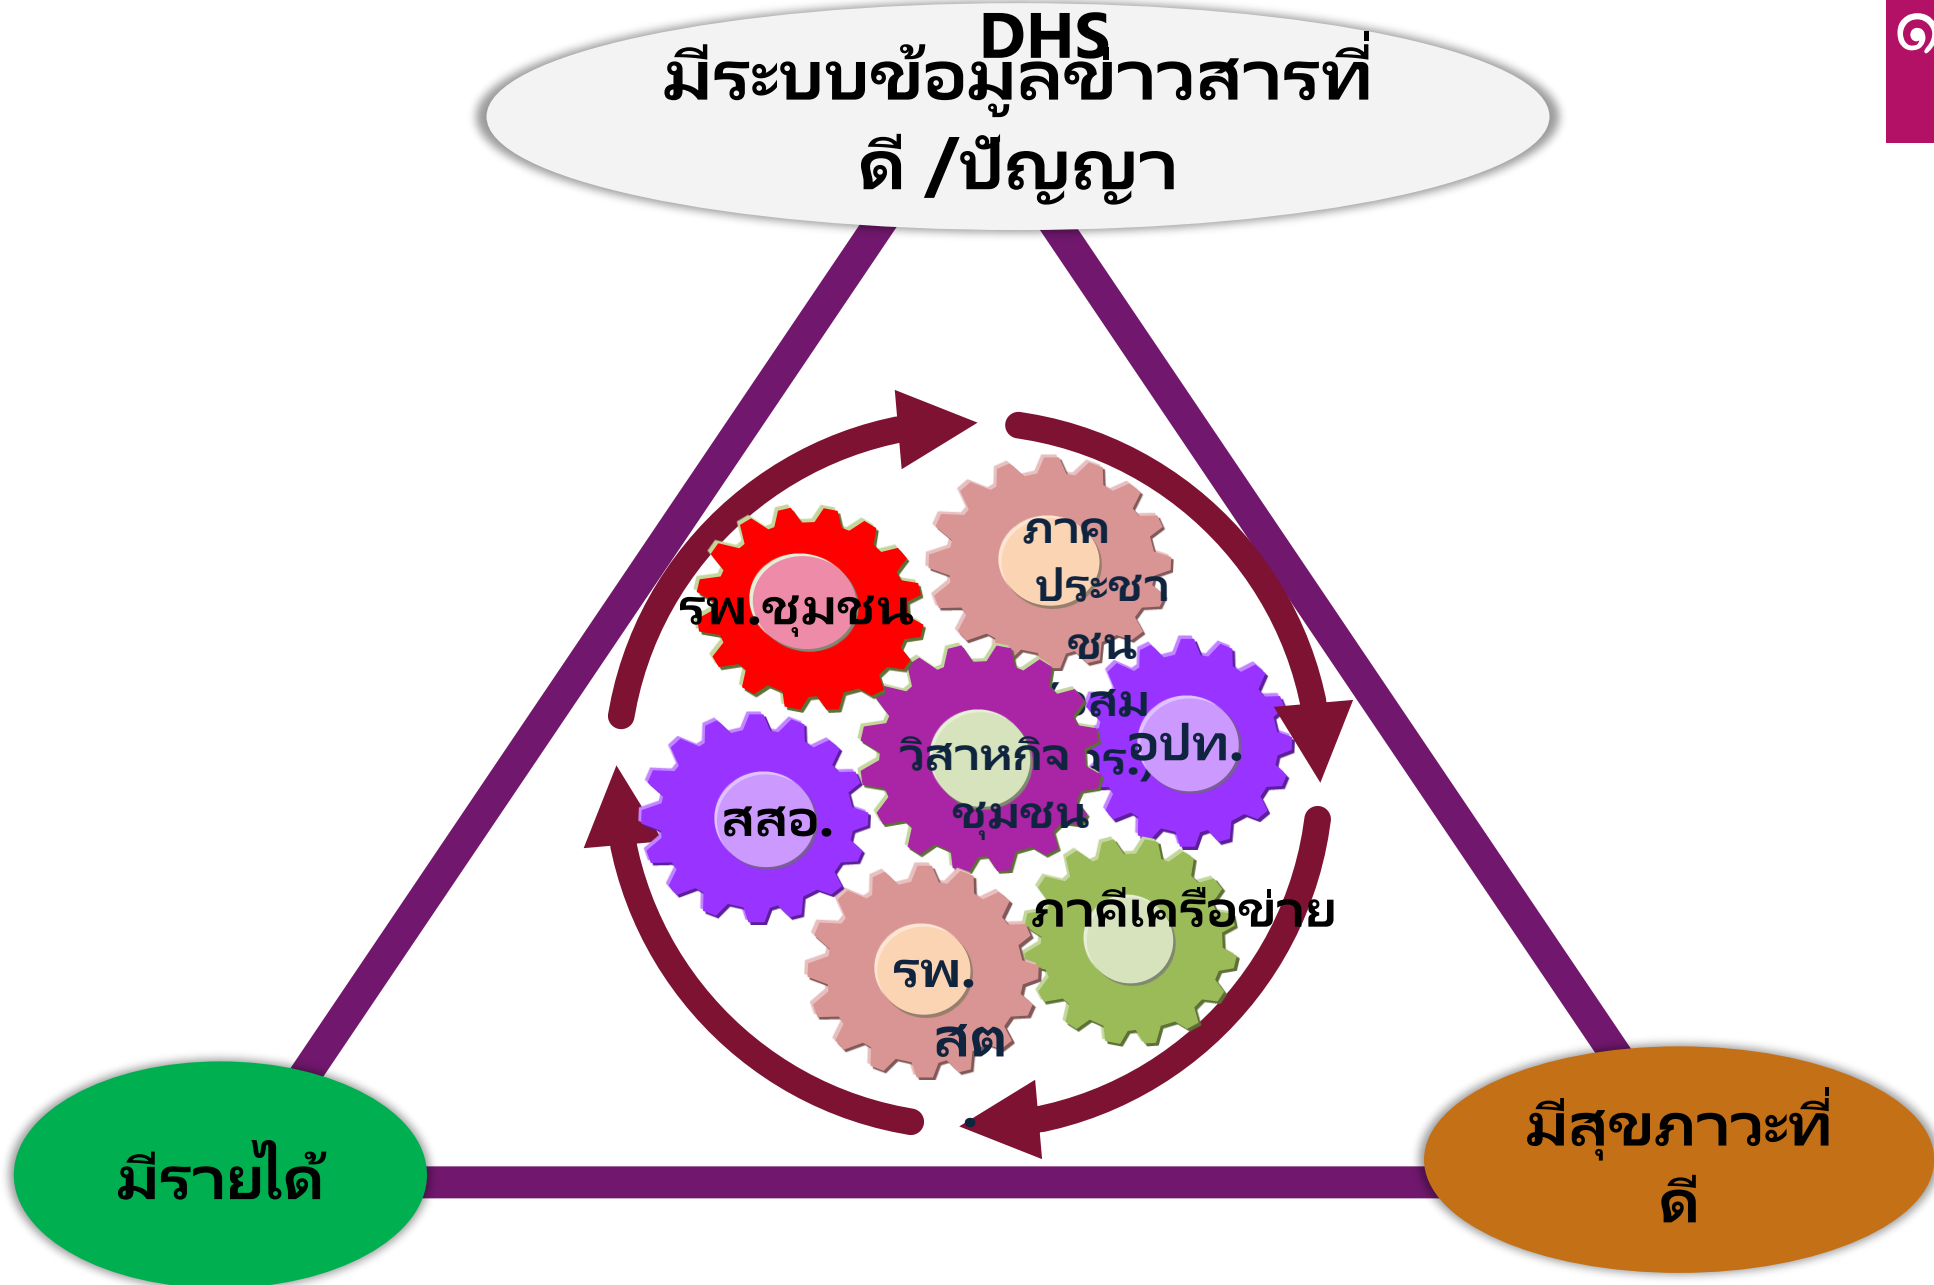 DHS
มีระบบข้อมูลข่าวสารที่
ดี /ปัญญา
๑
ภาค
ประชา
ชน
รพ.ชุมชน
อปท.
วิสาหกิจ
ชุมชน
สสอ.
ภาคีเครือข่าย
รพ.
สต
.
มีรายได้
มีสุขภาวะที่
ดี